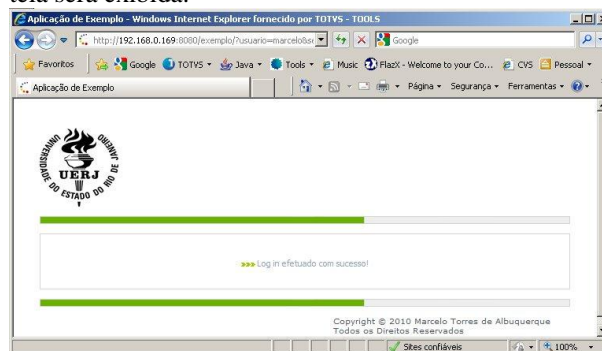 tela será exibida.
Aplicação de Exemplo - Windows Internet Explorer fornecido por TOTVS - TOOLS
http://192.168.0.169:8080/exemplo/?usuario=marcelo&se
Google
Favoritos Google TOTVS Java Tools Music FlazX - Welcome to your Co... CVS Pessoal
Aplicação de Exemplo Página Segurança Ferramentas
UNIVERSIDADE DO ESTADO DO RIO DE JANEIRO
UERJ
>>> Log in efetuado com sucesso!
Copyright © 2010 Marcelo Torres de Albuquerque
Todos os Direitos Reservados
Sites confiáveis 100%